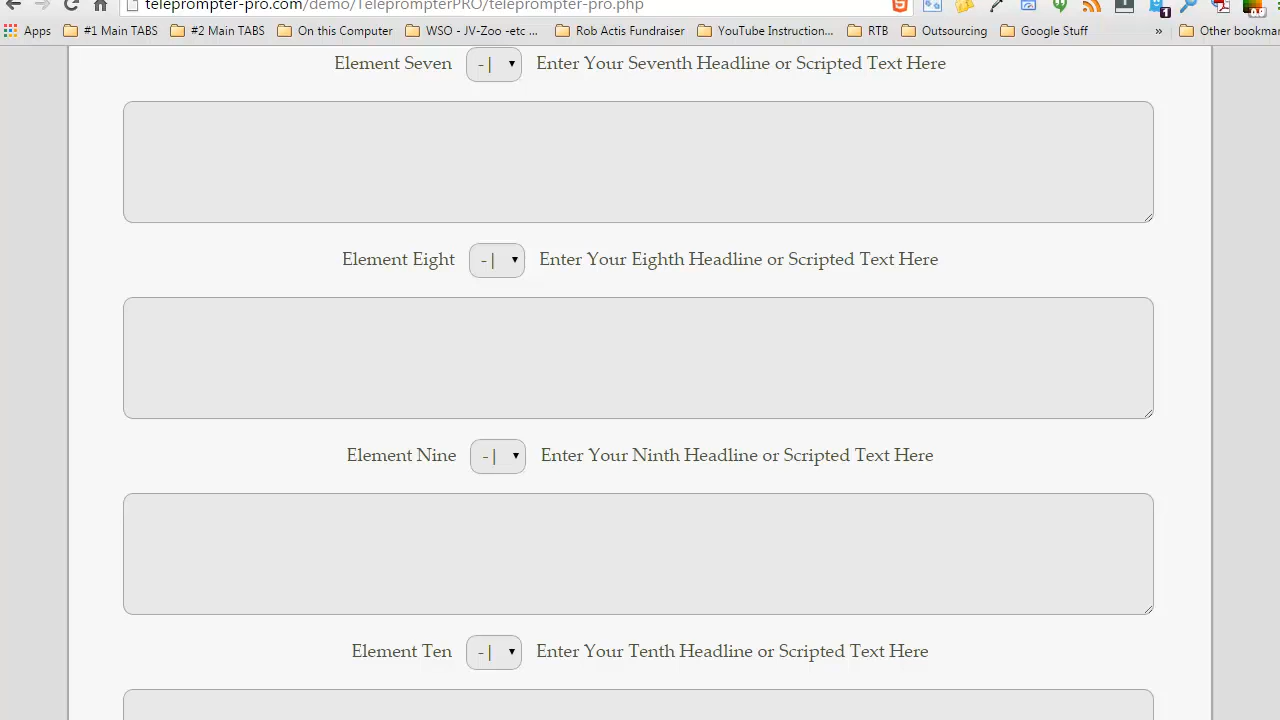 teleprompter-pro.com/demo/TeleprompterPRO/teleprompter-pro.php
Apps #1 Main TABS #2 Main TABS On this Computer WSO - JV-Zoo -etc ... Rob Actis Fundraiser YouTube Instruction... RTB Outsourcing Google Stuff » Other bookmar
Element Seven -| Enter Your Seventh Headline or Scripted Text Here
Element Eight -| Enter Your Eighth Headline or Scripted Text Here
Element Nine -| Enter Your Ninth Headline or Scripted Text Here
Element Ten -| Enter Your Tenth Headline or Scripted Text Here